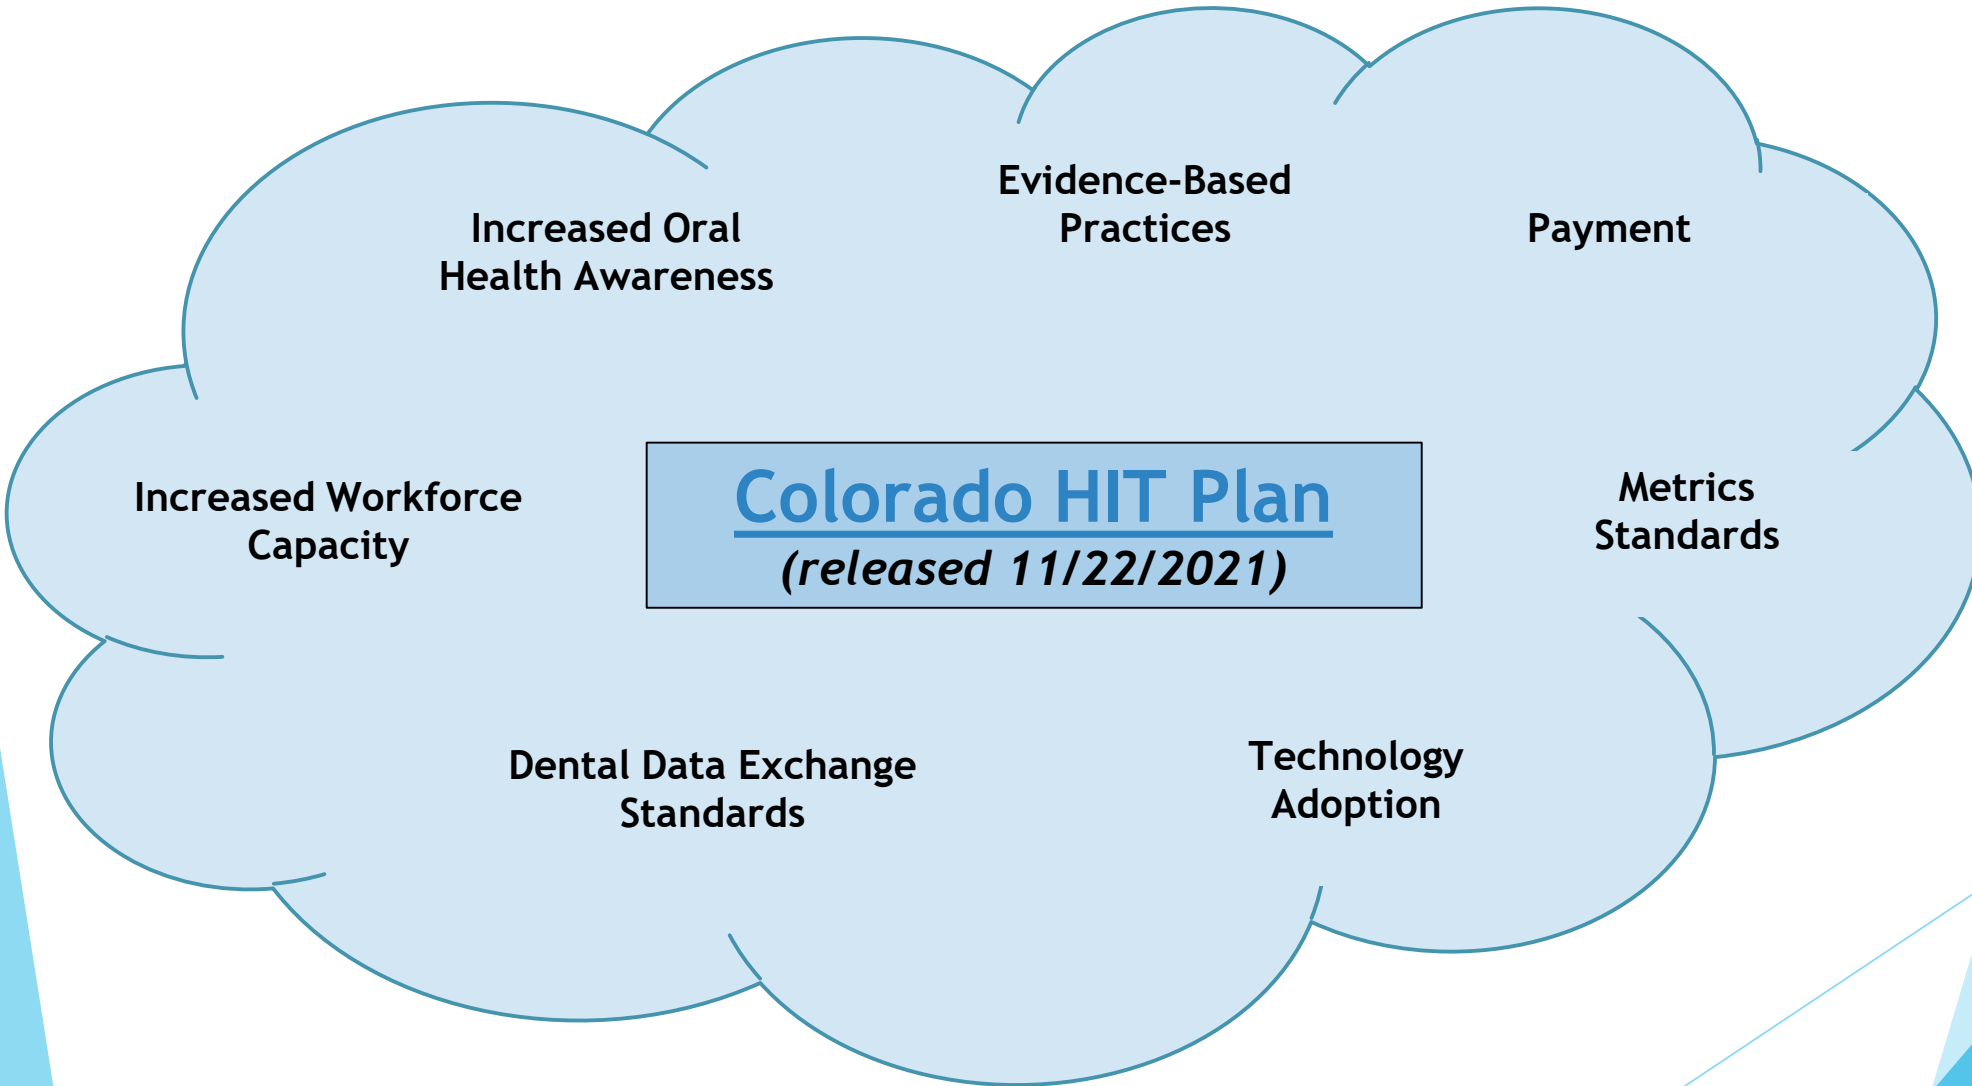 Evidence-Based
Practices
Increased Oral
Health Awareness
Payment
Increased Workforce
Capacity
Colorado HIT Plan
(released 11/22/2021)
Metrics
Standards
Dental Data Exchange
Standards
Technology
Adoption